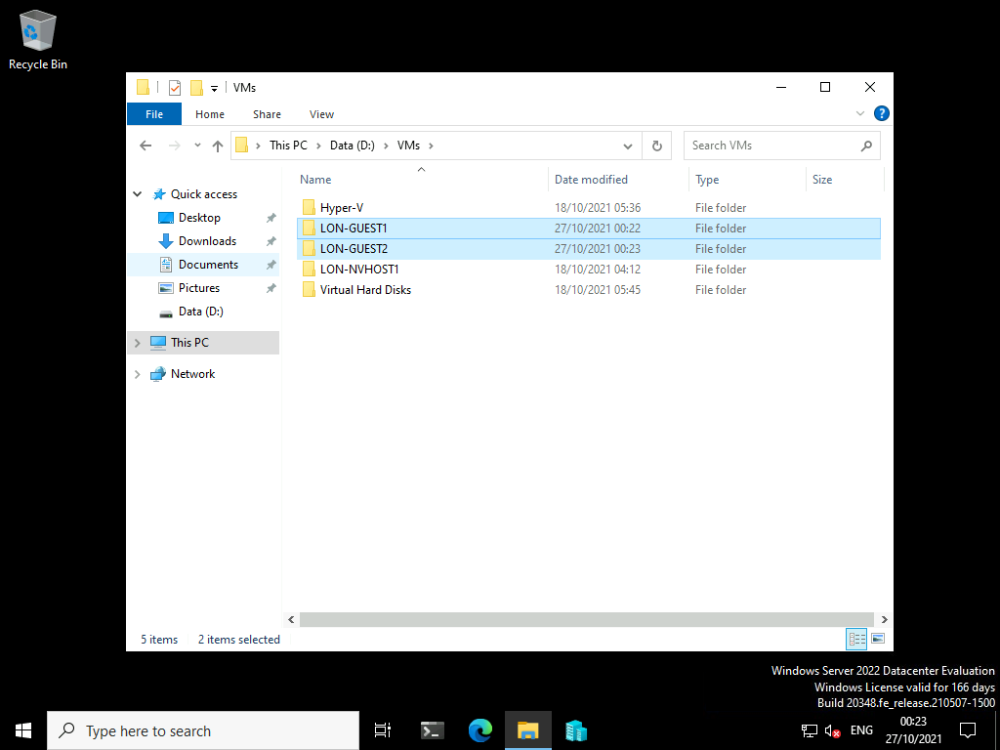 Recycle Bin
VMs
File Home Share View
This PC Data (D:) VMs
Search VMs
Name Date modified Type Size
Quick access
Desktop
Downloads
Documents
Pictures
Data (D:)
This PC
Network
Hyper-V 18/10/2021 05:36 File folder
LON-GUEST1 27/10/2021 00:22 File folder
LON-GUEST2 27/10/2021 00:23 File folder
LON-NVHOST1 18/10/2021 04:12 File folder
Virtual Hard Disks 18/10/2021 05:45 File folder
5 items 2 items selected
Windows Server 2022 Datacenter Evaluation
Windows License valid for 166 days
Build 20348.fe_release.210507-1500
Type here to search
ENG
00:23
27/10/2021